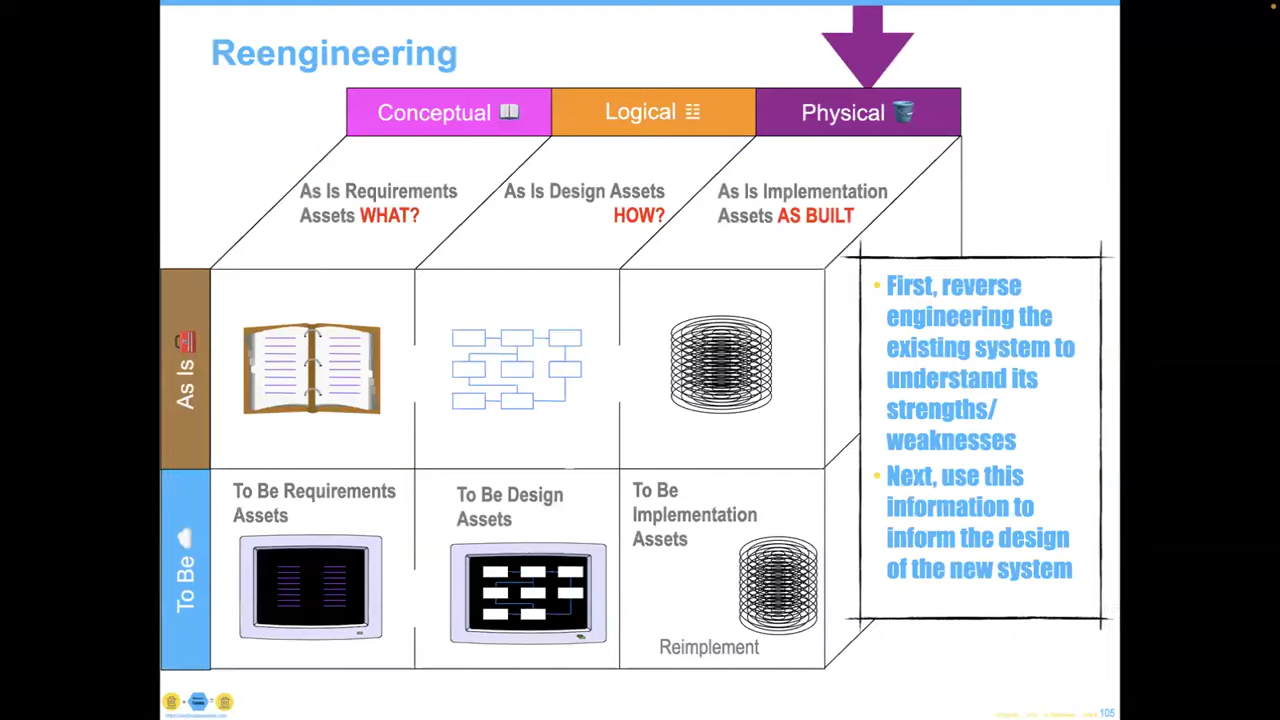 Reengineering
Conceptual
Logical
Physical
As Is Requirements
Assets WHAT?
As Is Design Assets
HOW?
As Is Implementation
Assets AS BUILT
As Is
First, reverse
engineering the
existing system to
understand its
strengths/
weaknesses
Next, use this
information to
inform the design
of the new system
To Be
To Be Requirements
Assets
To Be Design
Assets
To Be
Implementation
Assets
Reimplement
105